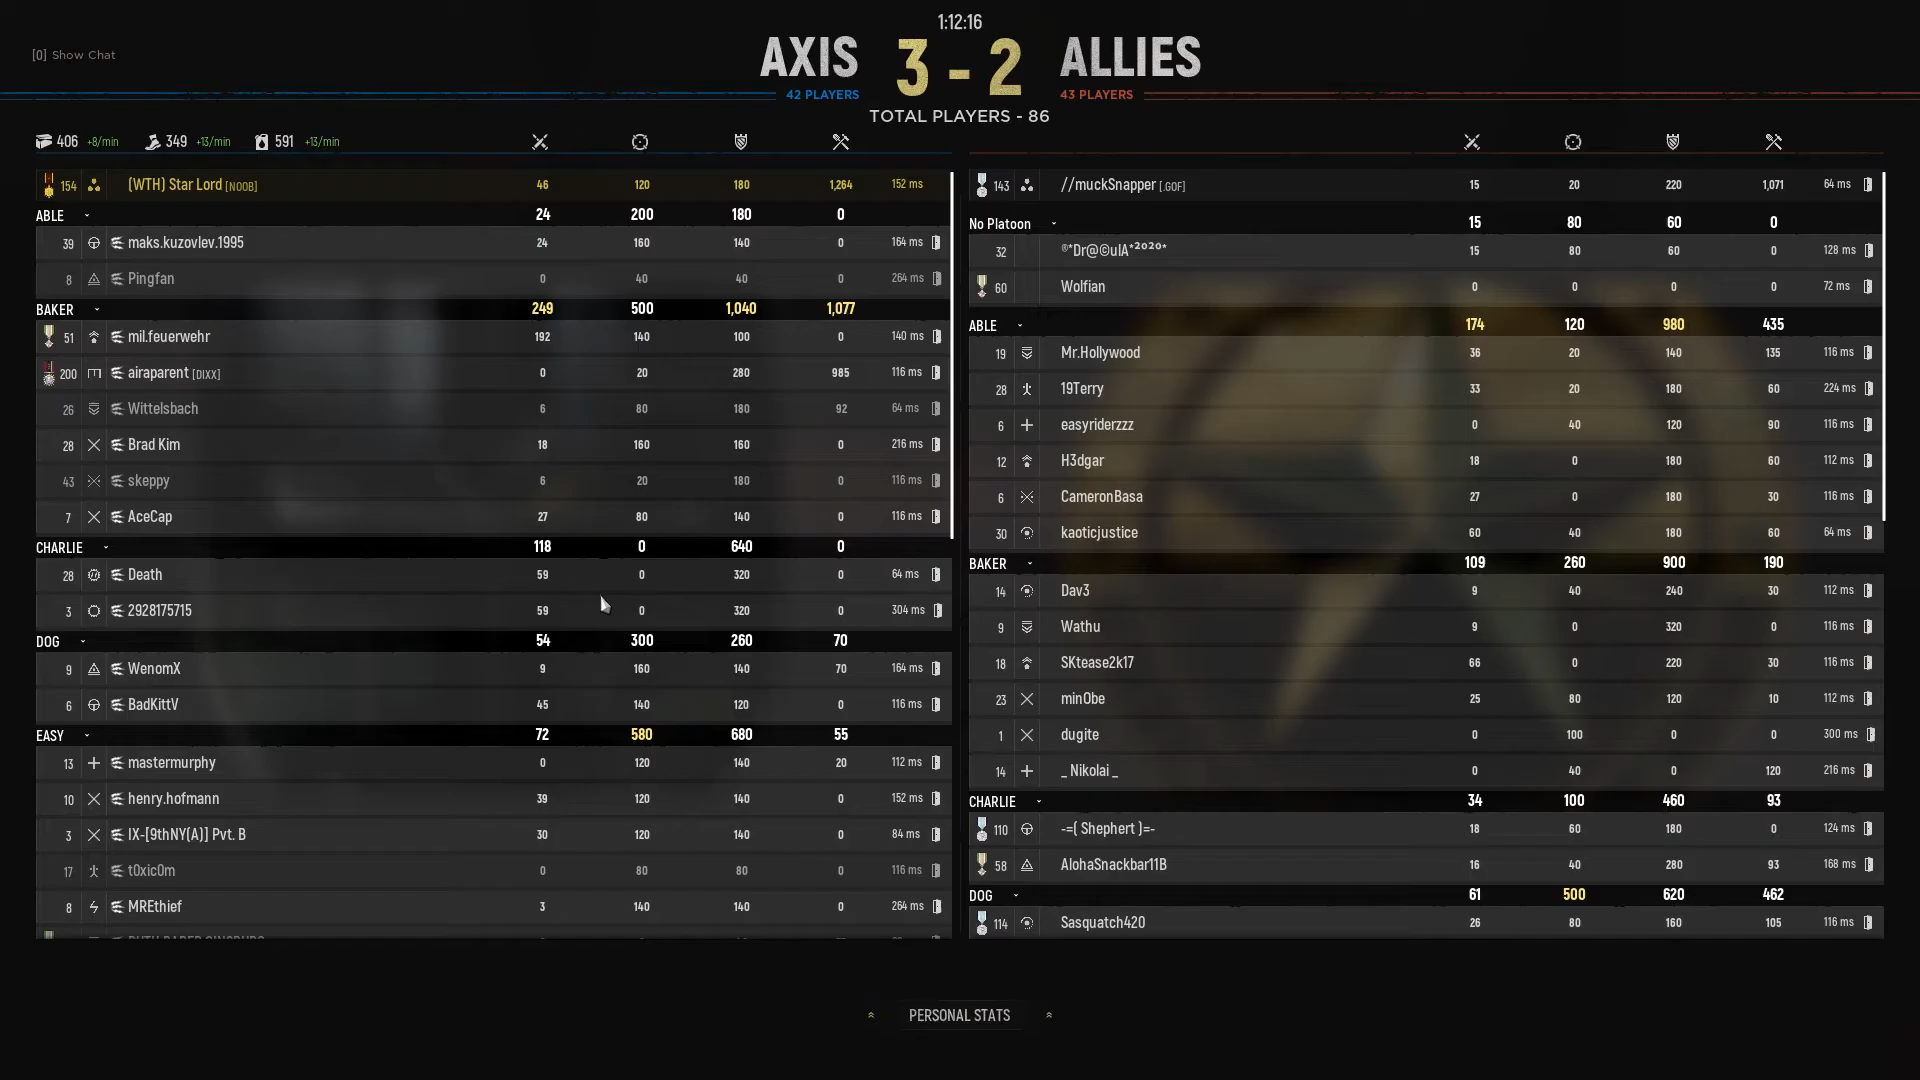 1:12:16
[O] Show Chat
AXIS 3 - 2 ALLIES
42 PLAYERS 43 PLAYERS
TOTAL PLAYERS - 86
406 +8/min 349 +13/min 591 +13/min
154 (WTH) Star Lord [NOOB] 46 120 180 1,264 152 ms
ABLE 24 200 180 0
39 maks.kuzovlev.1995 24 160 140 0 164 ms
8 Pingfan 0 40 40 0 264 ms
BAKER 249 500 1,040 1,077
51 mil.feuerwehr 192 140 100 0 140 ms
200 airaparent [DIXX] 0 20 280 985 116 ms
26 Wittelsbach 6 80 180 92 64 ms
28 Brad Kim 18 160 160 0 216 ms
43 skeppy 6 20 180 0 116 ms
7 AceCap 27 80 140 0 116 ms
CHARLIE 118 0 640 0
28 Death 59 0 320 0 64 ms
3 2928175715 59 0 320 0 304 ms
DOG 54 300 260 70
9 WenomX 9 160 140 70 164 ms
6 BadKittV 45 140 120 0 116 ms
EASY 72 580 680 55
13 mastermurphy 0 120 140 20 112 ms
10 henry.hofmann 39 120 140 0 152 ms
3 IX-[9thNY(A)] Pvt. B 30 120 140 0 84 ms
17 t0xic0m 0 80 80 0 116 ms
8 MREthief 3 140 140 0 264 ms
143 //muckSnapper [.GOF] 15 20 220 1,071 64 ms
No Platoon 15 80 60 0
32 ®*Dr@©ulA*²⁰²⁰* 15 80 60 0 128 ms
60 Wolfian 0 0 0 0 72 ms
ABLE 174 120 980 435
19 Mr.Hollywood 36 20 140 135 116 ms
28 19Terry 33 20 180 60 224 ms
6 easyriderzzz 0 40 120 90 116 ms
12 H3dgar 18 0 180 60 112 ms
6 CameronBasa 27 0 180 30 116 ms
30 kaoticjustice 60 40 180 60 64 ms
BAKER 109 260 900 190
14 Dav3 9 40 240 30 112 ms
9 Wathu 9 0 320 0 116 ms
18 SKtease2k17 66 0 220 30 116 ms
23 min0be 25 80 120 10 112 ms
1 dugite 0 100 0 0 300 ms
14 _ Nikolai _ 0 40 0 120 216 ms
CHARLIE 34 100 460 93
110 -=( Shephert )=- 18 60 180 0 124 ms
58 AlohaSnackbar11B 16 40 280 93 168 ms
DOG 61 500 620 462
114 Sasquatch420 26 80 160 105 116 ms
PERSONAL STATS